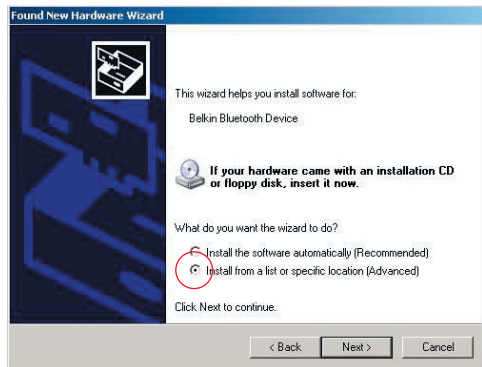 Found New Hardware Wizard
This wizard helps you install software for:
Belkin Bluetooth Device
If your hardware came with an installation CD
or floppy disk, insert it now.
What do you want the wizard to do?
Install the software automatically (Recommended)
Install from a list or specific location (Advanced)
Click Next to continue.
< Back
Next >
Cancel